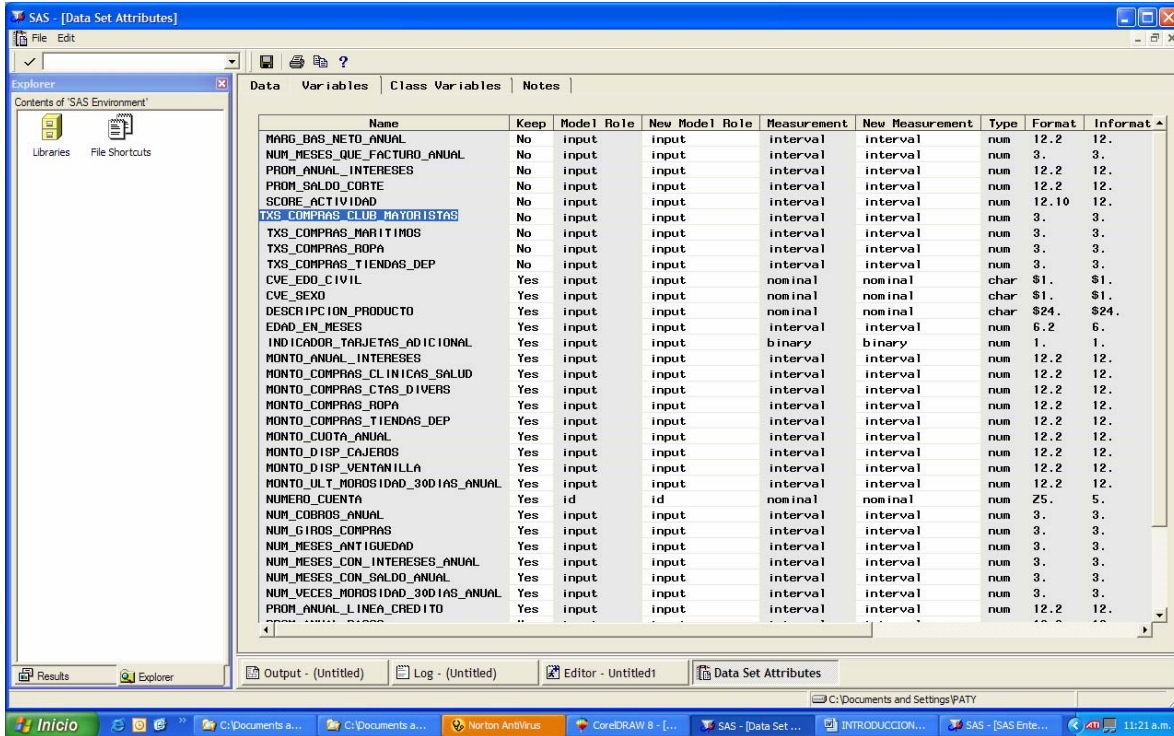 SAS - [Data Set Attributes]
File Edit
Explorer
Contents of 'SAS Environment'
Libraries File Shortcuts
Data Variables Class Variables Notes
Name Keep Model Role New Model Role Measurement New Measurement Type Format Informat
MARG_BAS_NETO_ANUAL No input input interval interval num 12.2 12.
NUM_MESES_QUE_FACTURO_ANUAL No input input interval interval num 3. 3.
PROM_ANUAL_INTERESES No input input interval interval num 12.2 12.
PROM_SALDO_CORTE No input input interval interval num 12.2 12.
SCORE_ACTIVIDAD No input input interval interval num 12.10 12.
TXS_COMPRAS_CLUB_MAYORISTAS No input input interval interval num 3. 3.
TXS_COMPRAS_MARITIMOS No input input interval interval num 3. 3.
TXS_COMPRAS_ROPA No input input interval interval num 3. 3.
TXS_COMPRAS_TIENDAS_DEP No input input interval interval num 3. 3.
CVE_EDO_CIVIL Yes input input nominal nominal char $1. $1.
CVE_SEXO Yes input input nominal nominal char $1. $1.
DESCRIPCION_PRODUCTO Yes input input nominal nominal char $24. $24.
EDAD_EN_MESES Yes input input interval interval num 6.2 6.
INDICADOR_TARJETAS_ADICIONAL Yes input input binary binary num 1. 1.
MONTO_ANUAL_INTERESES Yes input input interval interval num 12.2 12.
MONTO_COMPRAS_CLINICAS_SALUD Yes input input interval interval num 12.2 12.
MONTO_COMPRAS_CTAS_DIVERS Yes input input interval interval num 12.2 12.
MONTO_COMPRAS_ROPA Yes input input interval interval num 12.2 12.
MONTO_COMPRAS_TIENDAS_DEP Yes input input interval interval num 12.2 12.
MONTO_CUOTA_ANUAL Yes input input interval interval num 12.2 12.
MONTO_DISP_CAJEROS Yes input input interval interval num 12.2 12.
MONTO_DISP_VENTANILLA Yes input input interval interval num 12.2 12.
MONTO_ULT_MOROSIDAD_30DIAS_ANUAL Yes input input interval interval num 12.2 12.
NUMERO_CUENTA Yes id id nominal nominal num Z5. 5.
NUM_COBROS_ANUAL Yes input input interval interval num 3. 3.
NUM_GIROS_COMPRAS Yes input input interval interval num 3. 3.
NUM_MESES_ANTIGUEDAD Yes input input interval interval num 3. 3.
NUM_MESES_CON_INTERESES_ANUAL Yes input input interval interval num 3. 3.
NUM_MESES_CON_SALDO_ANUAL Yes input input interval interval num 3. 3.
NUM_VECES_MOROSIDAD_30DIAS_ANUAL Yes input input interval interval num 3. 3.
PROM_ANUAL_LINEA_CREDITO Yes input input interval interval num 12.2 12.
Results Explorer
Output - (Untitled) Log - (Untitled) Editor - Untitled1 Data Set Attributes
C:\Documents and Settings\PATY
Inicio C:\Documents a... C:\Documents a... Norton AntiVirus CorelDRAW 8 - [... SAS - [Data Set ... INTRODUCCION... SAS - [SAS Ente... ATI 11:21 a.m.